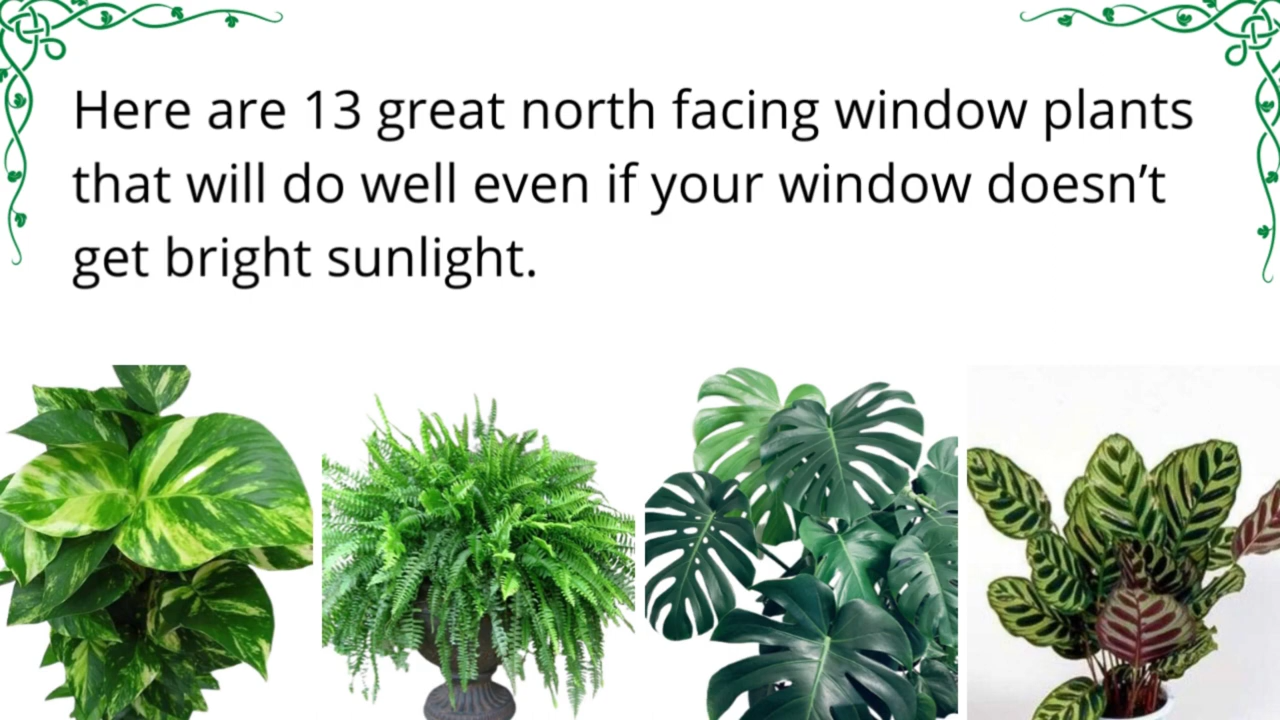 Here are 13 great north facing window plants
that will do well even if your window doesn’t
get bright sunlight.